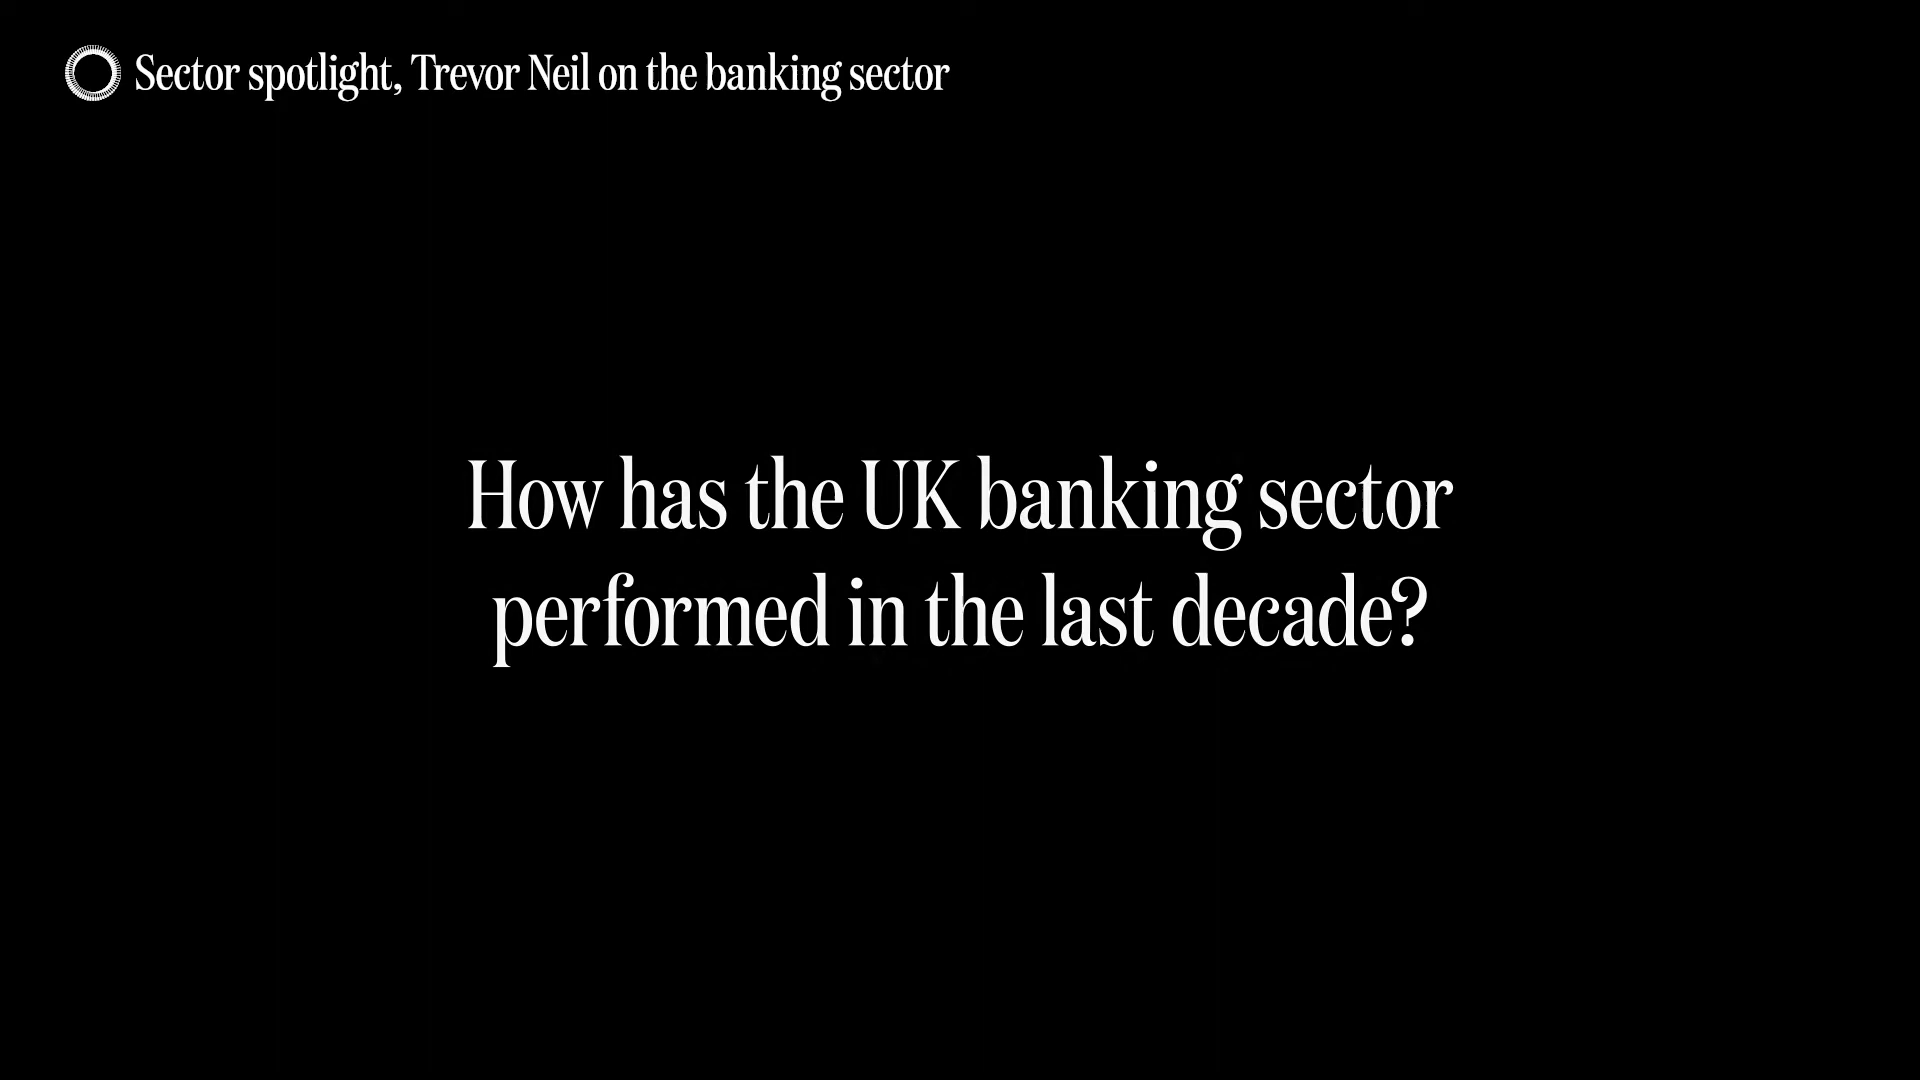 Sector spotlight, Trevor Neil on the banking sector
How has the UK banking sector
performed in the last decade?